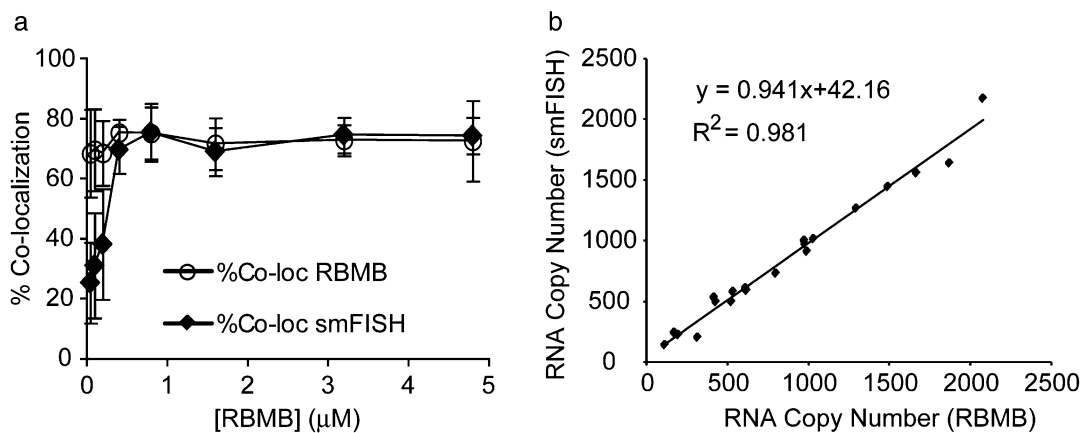 a
100
80
60
40
20
0
% Co-localization
%Co-loc RBMB
%Co-loc smFISH
0 1 2 3 4 5
[RBMB] (µM)
b
2500
2000
1500
1000
500
0
RNA Copy Number (smFISH)
y = 0.941x+42.16
R² = 0.981
0 500 1000 1500 2000 2500
RNA Copy Number (RBMB)